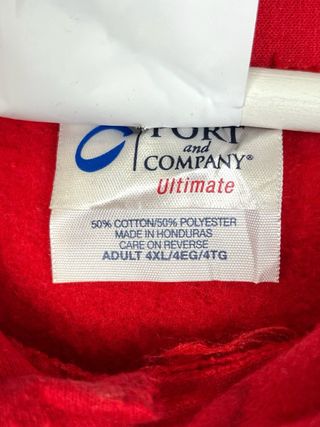 PORT
and
COMPANY®
Ultimate
50% COTTON/50% POLYESTER
MADE IN HONDURAS
CARE ON REVERSE
ADULT 4XL/4EG/4TG